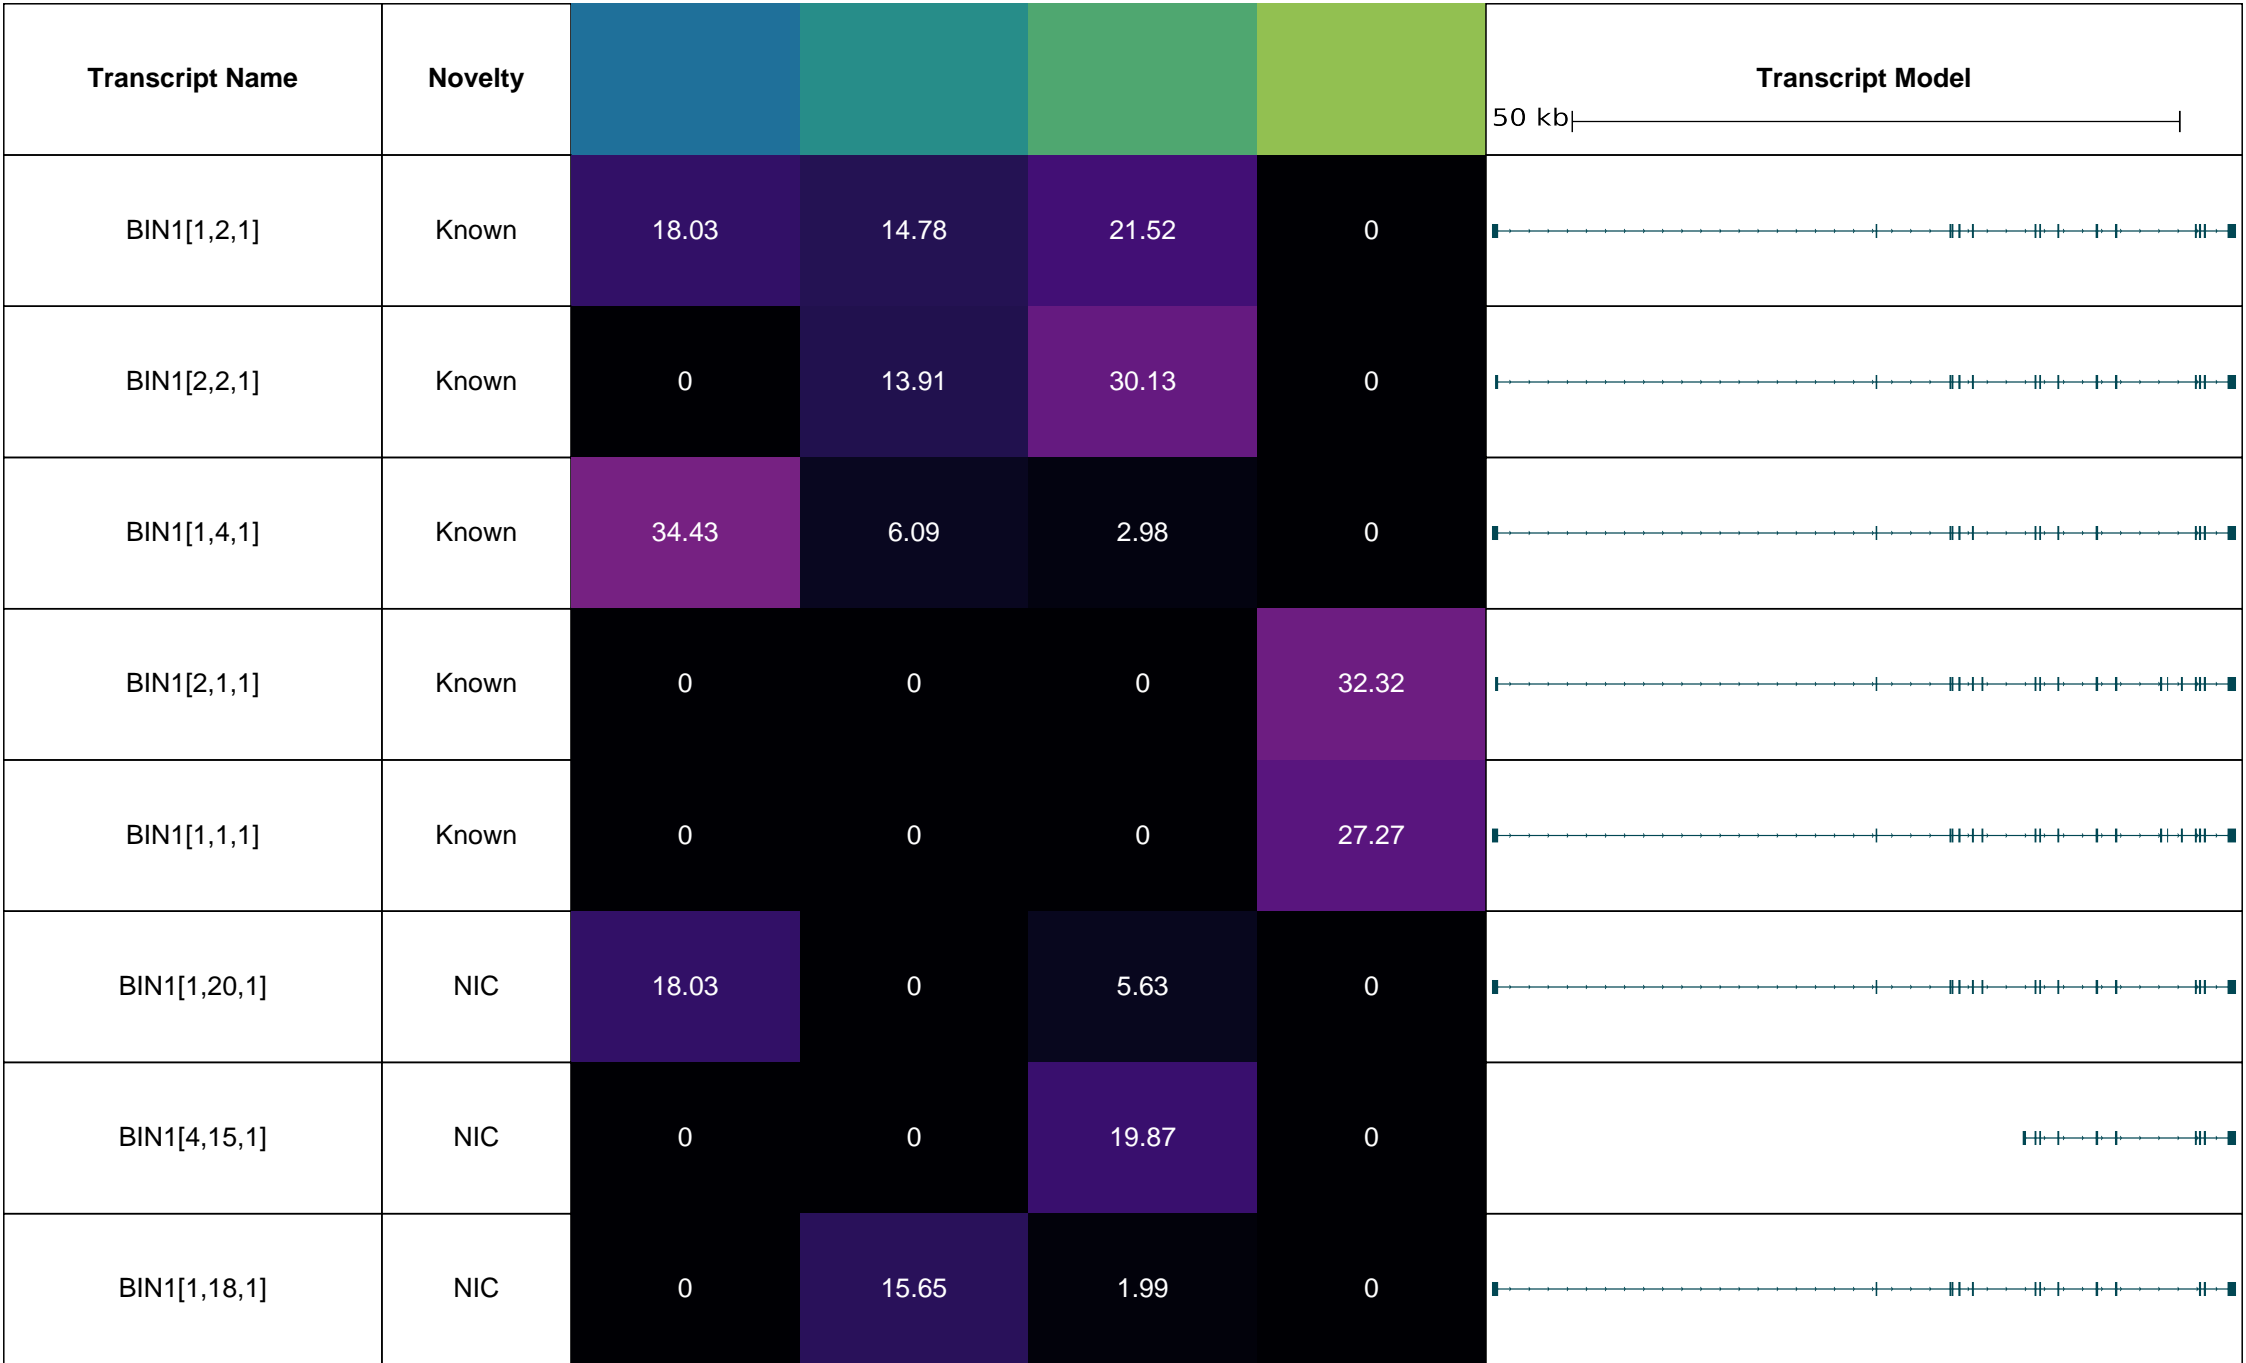 Transcript Name Novelty Transcript Model
50 kb
BIN1[1,2,1] Known 18.03 14.78 21.52 0
BIN1[2,2,1] Known 0 13.91 30.13 0
BIN1[1,4,1] Known 34.43 6.09 2.98 0
BIN1[2,1,1] Known 0 0 0 32.32
BIN1[1,1,1] Known 0 0 0 27.27
BIN1[1,20,1] NIC 18.03 0 5.63 0
BIN1[4,15,1] NIC 0 0 19.87 0
BIN1[1,18,1] NIC 0 15.65 1.99 0